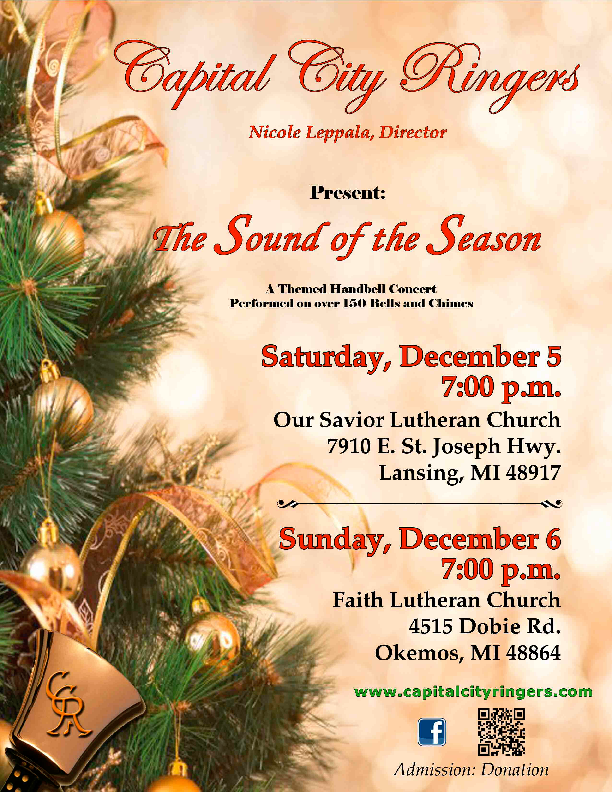 Capital City Ringers
Nicole Leppala, Director
Present:
The Sound of the Season
A Themed Handbell Concert
Performed on over 150 Bells and Chimes
Saturday, December 5
7:00 p.m.
Our Savior Lutheran Church
7910 E. St. Joseph Hwy.
Lansing, MI 48917
Sunday, December 6
7:00 p.m.
Faith Lutheran Church
4515 Dobie Rd.
Okemos, MI 48864
www.capitalcityringers.com
f
Admission: Donation
CCR